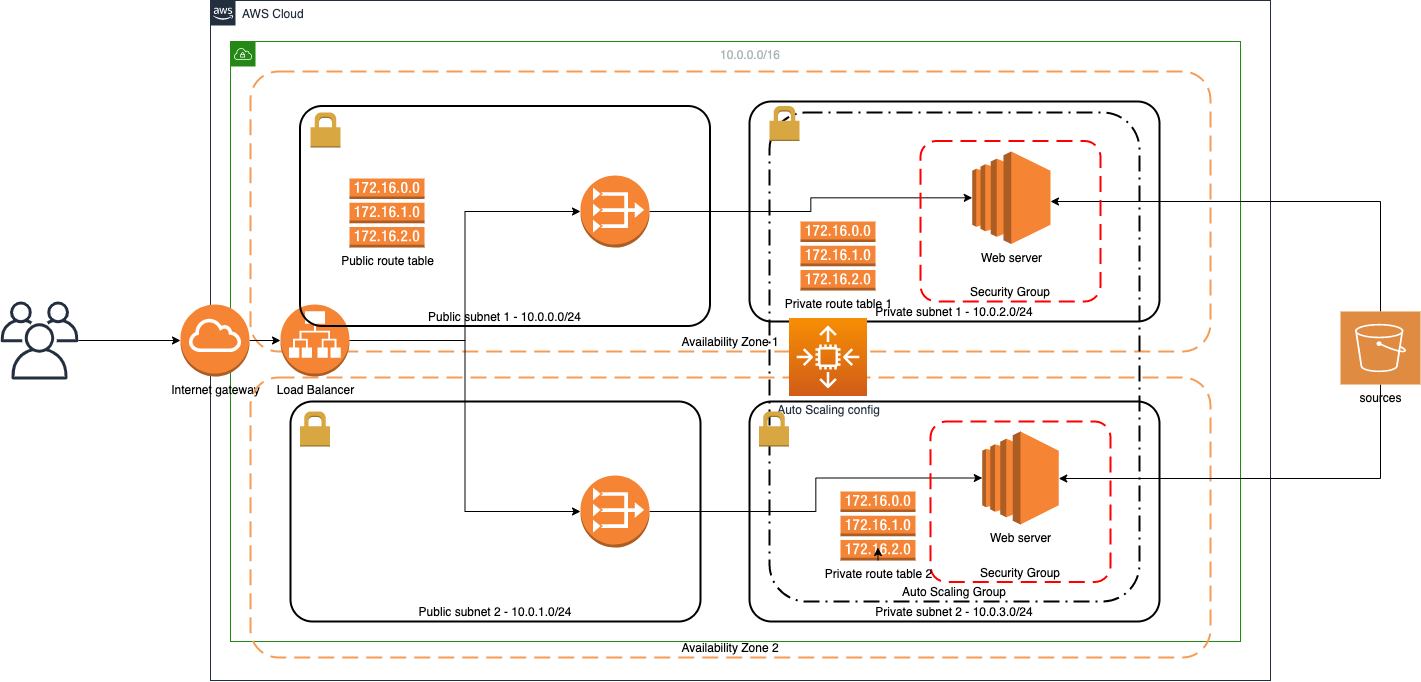 aws
AWS Cloud
10.0.0.0/16
172.16.0.0
172.16.1.0
172.16.2.0
Public route table
Public subnet 1 - 10.0.0.0/24
172.16.0.0
172.16.1.0
172.16.2.0
Private route table 1
Web server
Security Group
Private subnet 1 - 10.0.2.0/24
Availability Zone 1
Internet gateway
Load Balancer
Auto Scaling config
sources
Public subnet 2 - 10.0.1.0/24
172.16.0.0
172.16.1.0
172.16.2.0
Private route table 2
Web server
Security Group
Auto Scaling Group
Private subnet 2 - 10.0.3.0/24
Availability Zone 2